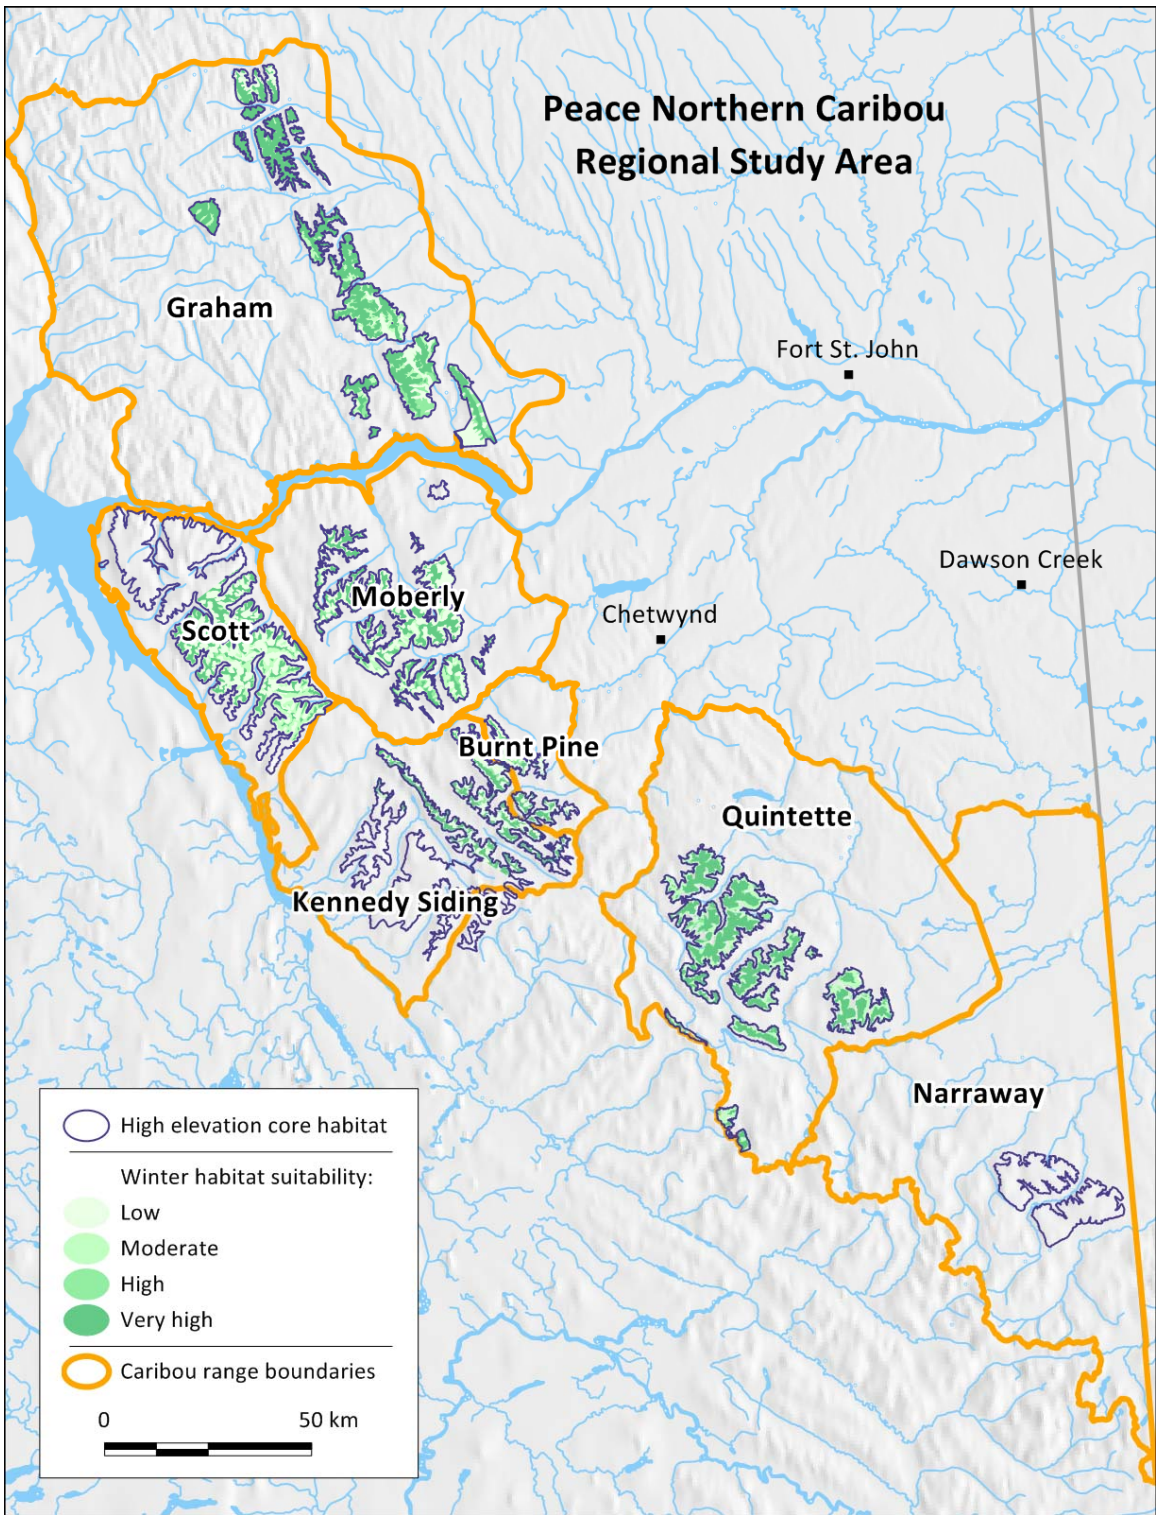 Peace Northern Caribou
Regional Study Area
Graham
Fort St. John
Dawson Creek
Moberly
Chetwynd
Scott
Burnt Pine
Quintette
Kennedy Siding
Narraway
High elevation core habitat
Winter habitat suitability:
Low
Moderate
High
Very high
Caribou range boundaries
0 50 km